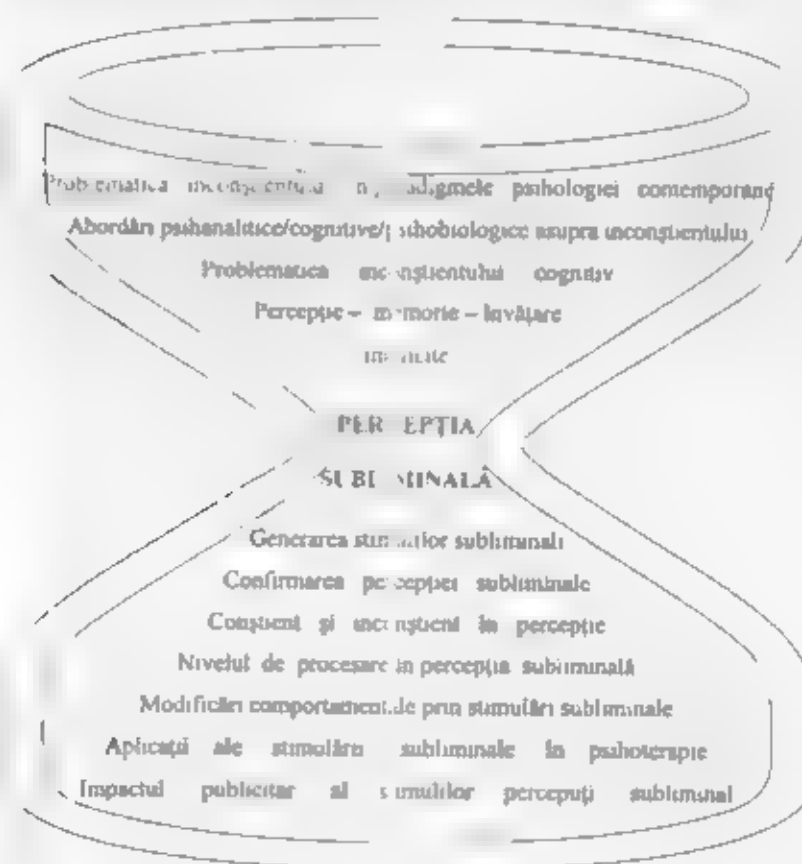 Problematica inconştientului în paradigmele psihologiei contemporane
Abordări psihanalitice/cognitive/psihobiologice asupra inconştientului
Problematica inconştientului cognitiv
Percepţie – memorie – învăţare
implicite
PERCEPŢIA
SUBLIMINALĂ
Generarea stimulilor subliminali
Confirmarea percepţiei subliminale
Conştient şi inconştient în percepţie
Nivelul de procesare în percepţia subliminală
Modificări comportamentale prin stimulări subliminale
Aplicaţii ale stimulării subliminale în psihoterapie
Impactul publicitar al stimulilor percepuţi subliminal